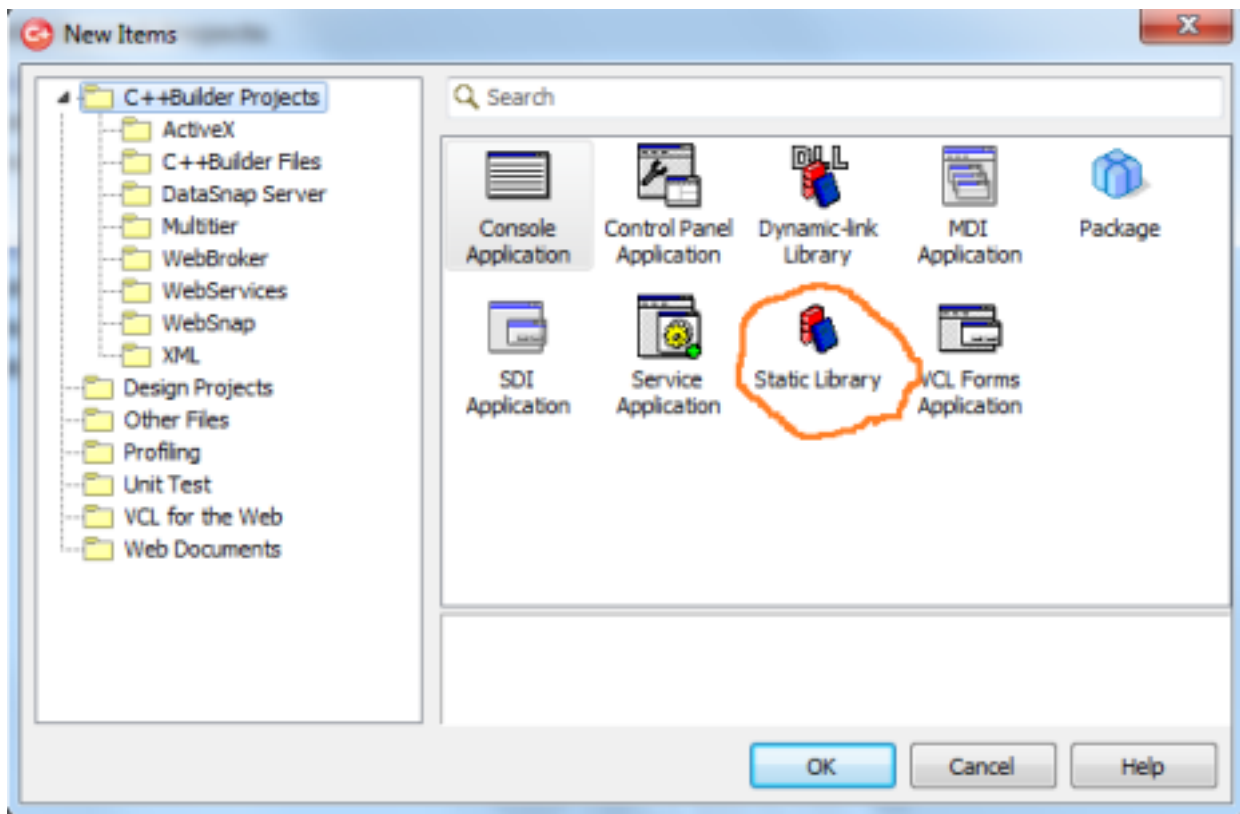 New Items
C++Builder Projects
ActiveX
C++Builder Files
DataSnap Server
Multitier
WebBroker
WebServices
WebSnap
XML
Design Projects
Other Files
Profiling
Unit Test
VCL for the Web
Web Documents
Search
Console
Application
Control Panel
Application
DLL
Dynamic-link
Library
MDI
Application
Package
SDI
Application
Service
Application
Static Library
VCL Forms
Application
OK
Cancel
Help